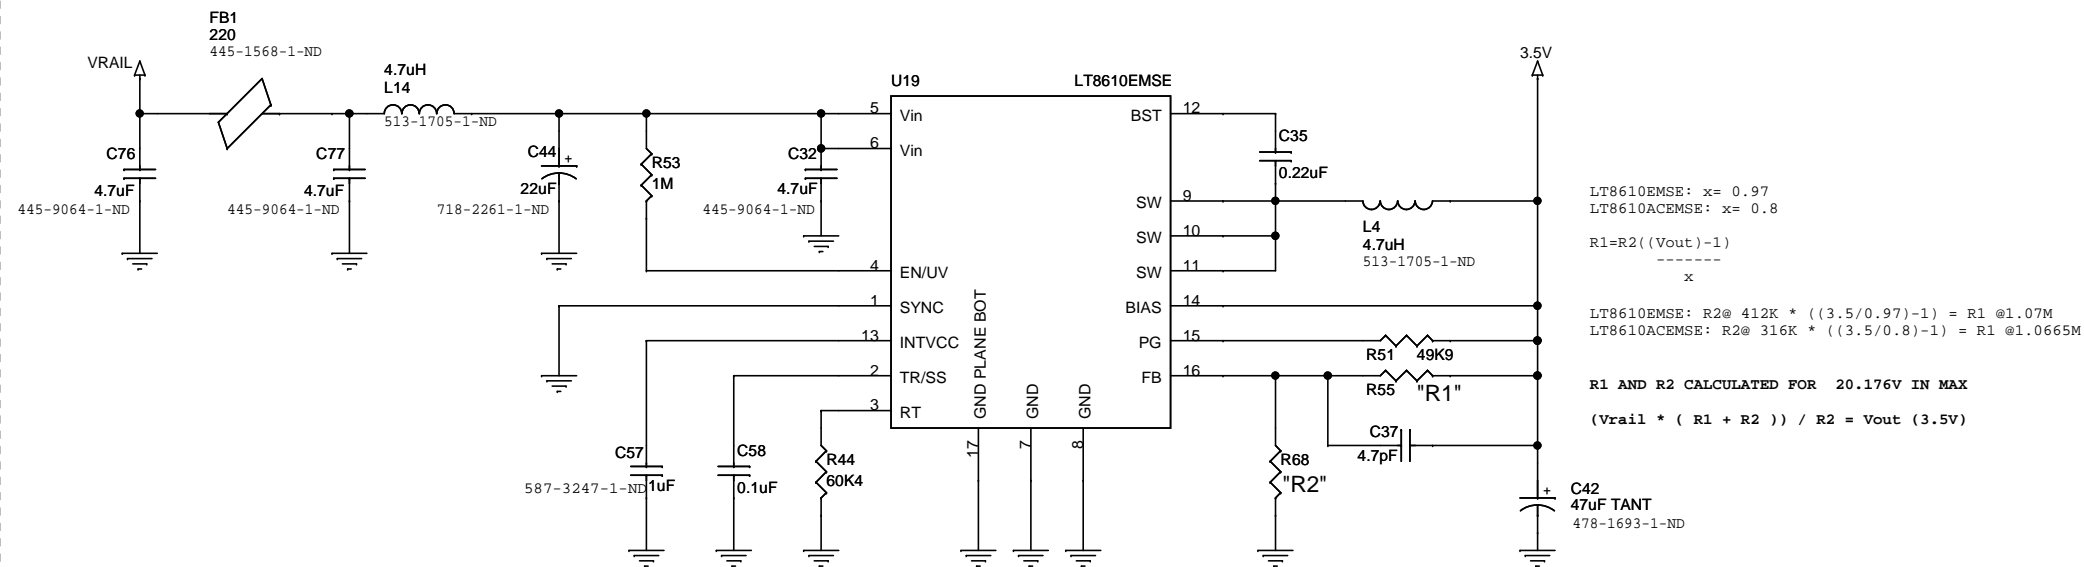 FB1
220
445-1568-1-ND
VRAIL
4.7uH
L14
513-1705-1-ND
C76
4.7uF
445-9064-1-ND
C77
4.7uF
445-9064-1-ND
C44
+
22uF
718-2261-1-ND
R53
1M
C32
4.7uF
445-9064-1-ND
U19
LT8610EMSE
5
Vin
6
Vin
4
EN/UV
1
SYNC
13
INTVCC
2
TR/SS
3
RT
GND PLANE BOT
17
GND
7
GND
8
BST
12
SW
9
SW
10
SW
11
BIAS
14
PG
15
FB
16
C57
587-3247-1-ND
1uF
C58
0.1uF
R44
60K4
C35
0.22uF
L4
4.7uH
513-1705-1-ND
3.5V
R51
49K9
R55
"R1"
C37
4.7pF
R68
"R2"
+
C42
47uF TANT
478-1693-1-ND
LT8610EMSE: x= 0.97
LT8610ACEMSE: x= 0.8
R1=R2((Vout)-1)
-------
x
LT8610EMSE: R2@ 412K * ((3.5/0.97)-1) = R1 @1.07M
LT8610ACEMSE: R2@ 316K * ((3.5/0.8)-1) = R1 @1.0665M
R1 AND R2 CALCULATED FOR  20.176V IN MAX
(Vrail * ( R1 + R2 )) / R2 = Vout (3.5V)